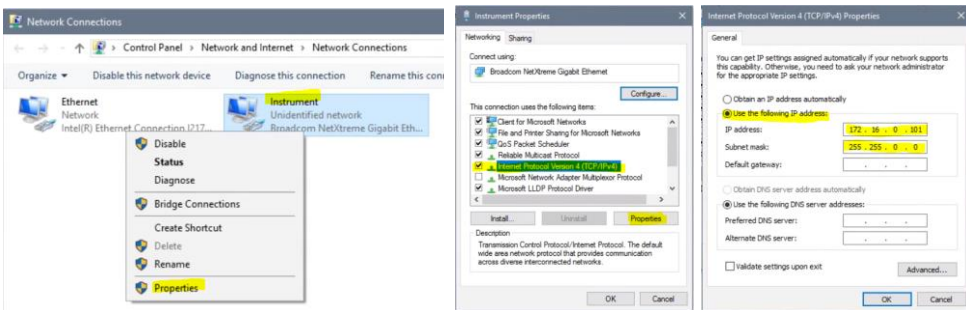 Network Connections
Control Panel › Network and Internet › Network Connections
Organize Disable this network device Diagnose this connection Rename this con
Ethernet
Network
Intel(R) Ethernet Connection I217...
Instrument
Unidentified network
Broadcom NetXtreme Gigabit Eth...
Disable
Status
Diagnose
Bridge Connections
Create Shortcut
Delete
Rename
Properties
Instrument Properties
Networking Sharing
Connect using:
Broadcom NetXtreme Gigabit Ethernet
Configure...
This connection uses the following items:
Client for Microsoft Networks
File and Printer Sharing for Microsoft Networks
QoS Packet Scheduler
Reliable Multicast Protocol
Internet Protocol Version 4 (TCP/IPv4)
Microsoft Network Adapter Multiplexor Protocol
Microsoft LLDP Protocol Driver
Install... Uninstall Properties
Description
Transmission Control Protocol/Internet Protocol. The default
wide area network protocol that provides communication
across diverse interconnected networks.
OK Cancel
Internet Protocol Version 4 (TCP/IPv4) Properties
General
You can get IP settings assigned automatically if your network supports
this capability. Otherwise, you need to ask your network administrator
for the appropriate IP settings.
Obtain an IP address automatically
Use the following IP address:
IP address: 172 . 16 . 0 . 101
Subnet mask: 255 . 255 . 0 . 0
Default gateway: . . .
Obtain DNS server address automatically
Use the following DNS server addresses:
Preferred DNS server: . . .
Alternate DNS server: . . .
Validate settings upon exit
Advanced...
OK Cancel